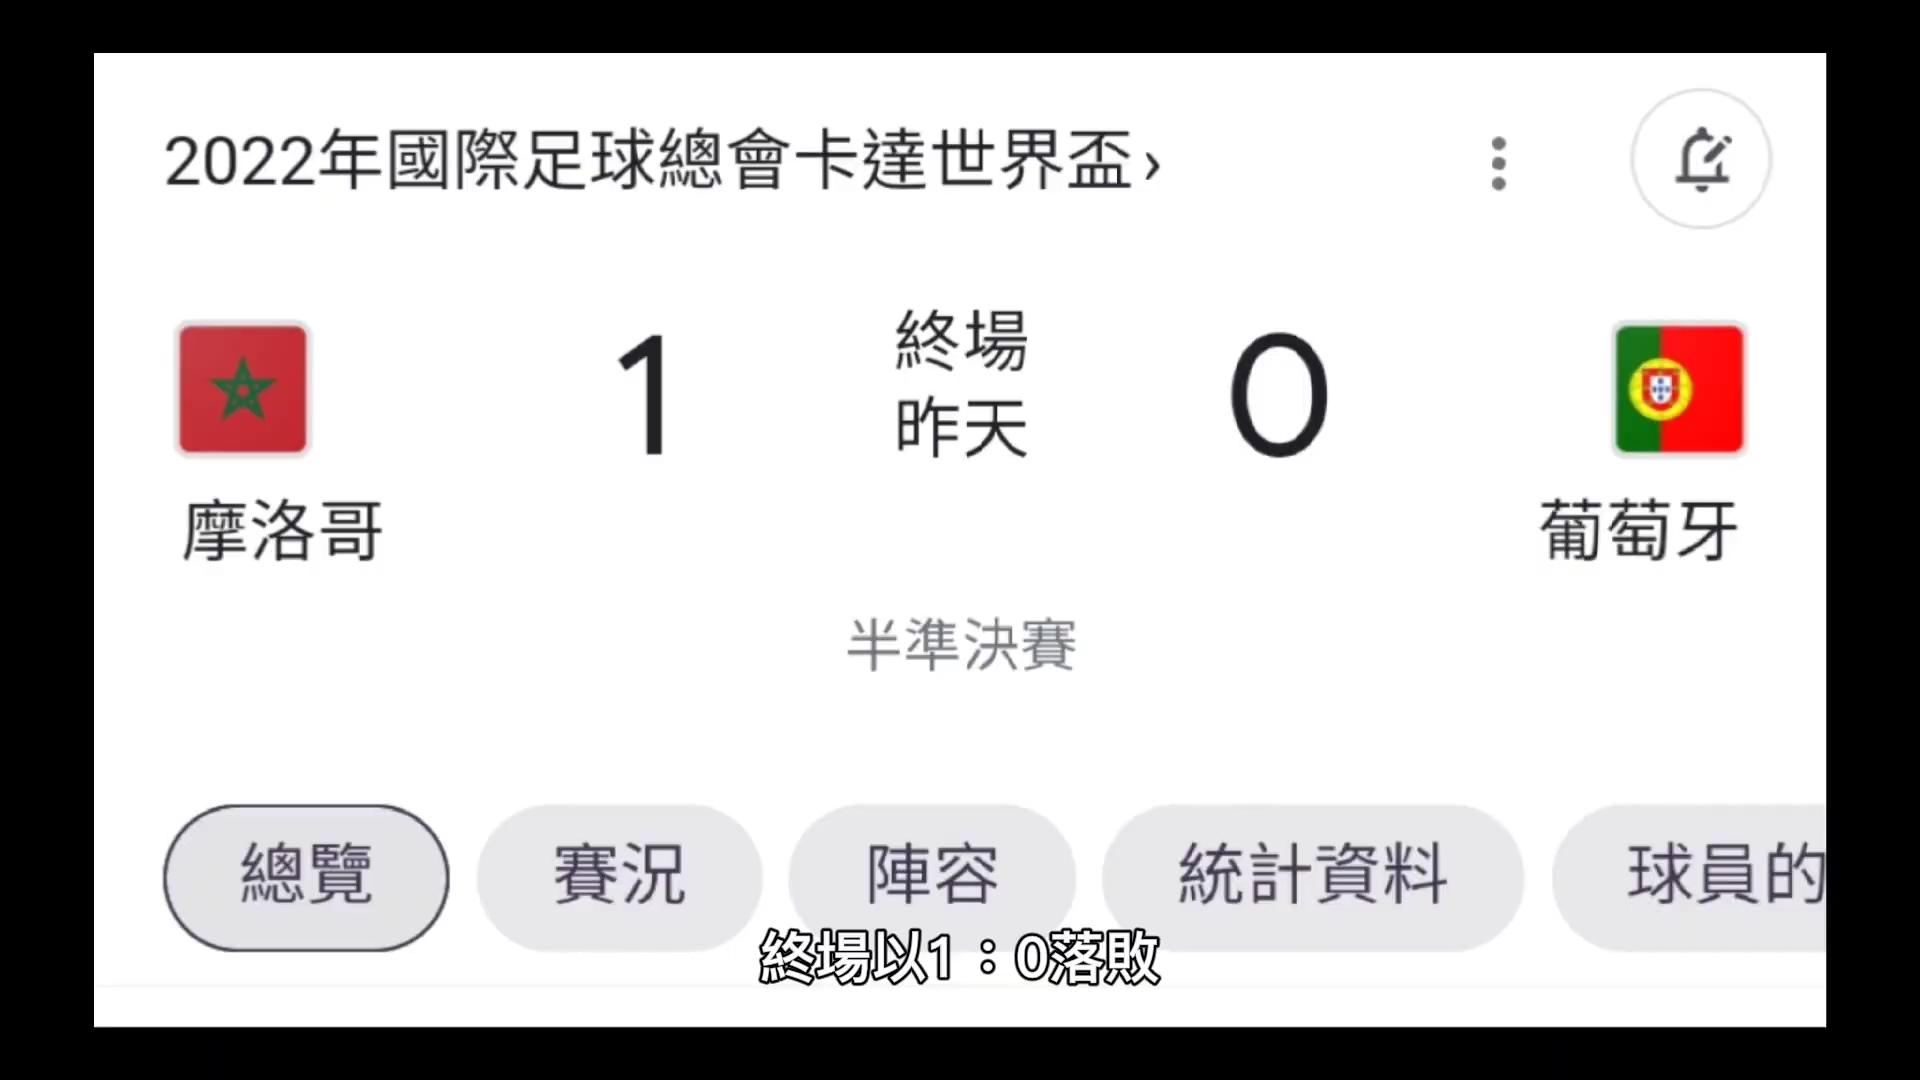 2022年國際足球總會卡達世界盃›
1
終場
0
昨天
摩洛哥
葡萄牙
半準決賽
總覽
賽況
陣容
統計資料
球員的
終場以1：0落敗